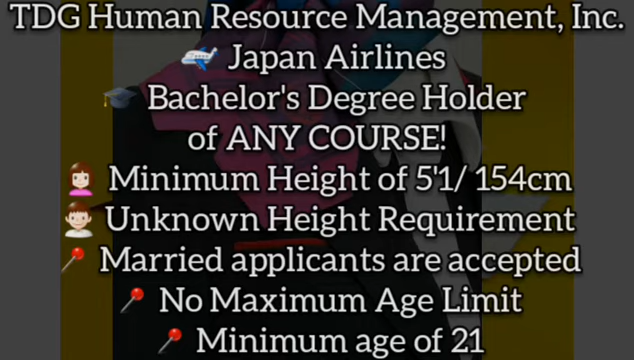 TDG Human Resource Management, Inc.
✈️ Japan Airlines
🎓 Bachelor's Degree Holder
of ANY COURSE!
👩 Minimum Height of 5'1/ 154cm
👨 Unknown Height Requirement
📍 Married applicants are accepted
📍 No Maximum Age Limit
📍 Minimum age of 21